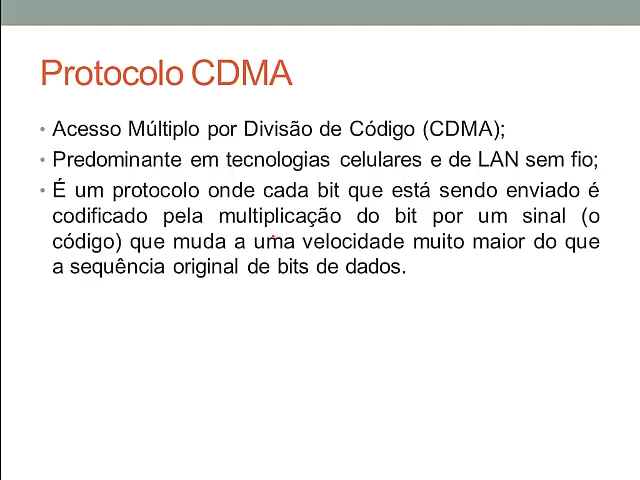 Protocolo CDMA
• Acesso Múltiplo por Divisão de Código (CDMA);
• Predominante em tecnologias celulares e de LAN sem fio;
• É um protocolo onde cada bit que está sendo enviado é
codificado pela multiplicação do bit por um sinal (o
código) que muda a uma velocidade muito maior do que
a sequência original de bits de dados.